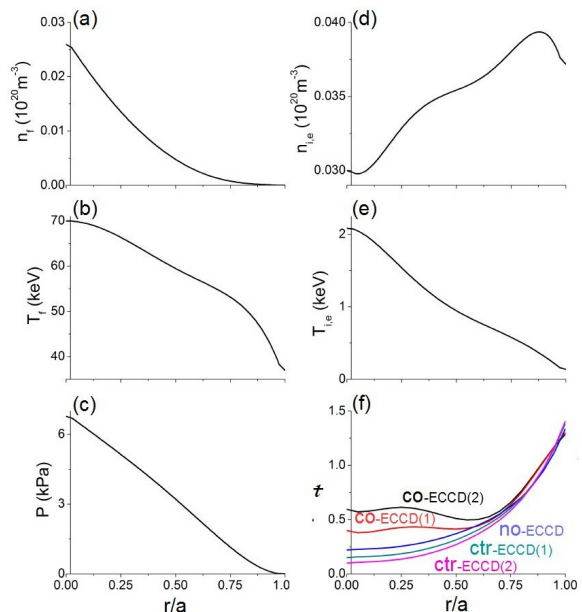 (a)
0.03
0.02
0.01
0.00
n_f (10^20 m^-3)
(d)
0.040
0.035
0.030
n_i,e (10^20 m^-3)
(b)
70
60
50
40
T_f (keV)
(e)
2
1
0
T_i,e (keV)
(c)
6
3
0
P (kPa)
0.00 0.25 0.50 0.75 1.00
r/a
(f)
1.5
1.0
0.5
0.0
co-ECCD(2)
co-ECCD(1)
no-ECCD
ctr-ECCD(1)
ctr-ECCD(2)
0.00 0.25 0.50 0.75 1.00
r/a